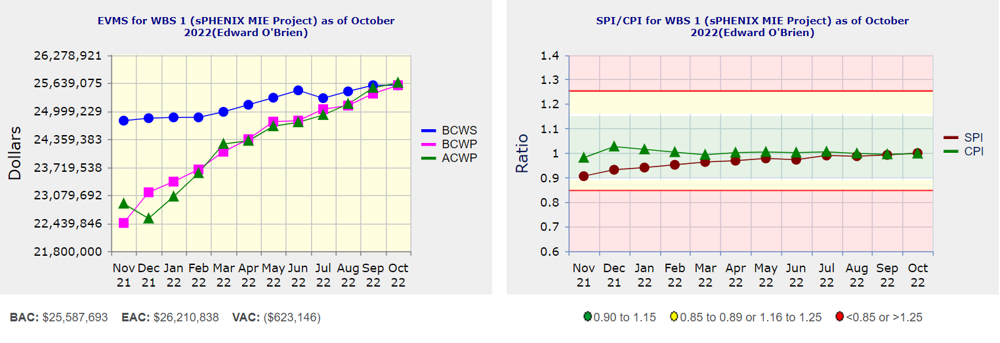 EVMS for WBS 1 (sPHENIX MIE Project) as of October
2022(Edward O'Brien)
26,278,921
25,639,075
24,999,229
24,359,383
23,719,538
23,079,692
22,439,846
21,800,000
Dollars
Nov Dec Jan Feb Mar Apr May Jun Jul Aug Sep Oct
21 21 22 22 22 22 22 22 22 22 22 22
BCWS
BCWP
ACWP
BAC: $25,587,693 EAC: $26,210,838 VAC: ($623,146)
SPI/CPI for WBS 1 (sPHENIX MIE Project) as of October
2022(Edward O'Brien)
1.4
1.3
1.2
1.1
1
0.9
0.8
0.7
0.6
Ratio
Nov Dec Jan Feb Mar Apr May Jun Jul Aug Sep Oct
21 21 22 22 22 22 22 22 22 22 22 22
SPI
CPI
0.90 to 1.15 0.85 to 0.89 or 1.16 to 1.25 <0.85 or >1.25